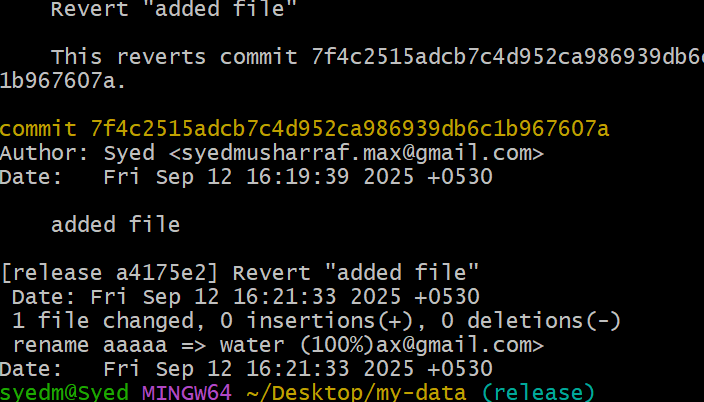 Revert "added file"
This reverts commit 7f4c2515adcb7c4d952ca986939db6c
1b967607a.
commit 7f4c2515adcb7c4d952ca986939db6c1b967607a
Author: Syed <syedmusharraf.max@gmail.com>
Date:   Fri Sep 12 16:19:39 2025 +0530
added file
[release a4175e2] Revert "added file"
Date: Fri Sep 12 16:21:33 2025 +0530
1 file changed, 0 insertions(+), 0 deletions(-)
rename aaaaa => water (100%)ax@gmail.com>
Date:   Fri Sep 12 16:21:33 2025 +0530
syedm@Syed MINGW64 ~/Desktop/my-data (release)